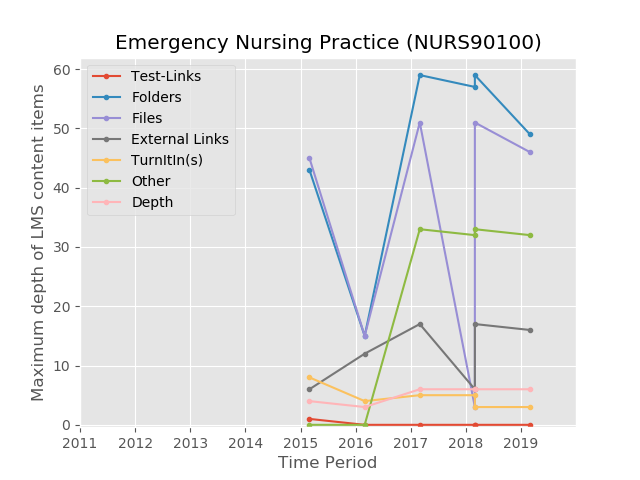 Emergency Nursing Practice (NURS90100)
Maximum depth of LMS content items
60
50
40
30
20
10
0
Test-Links
Folders
Files
External Links
TurnItIn(s)
Other
Depth
2011 2012 2013 2014 2015 2016 2017 2018 2019
Time Period